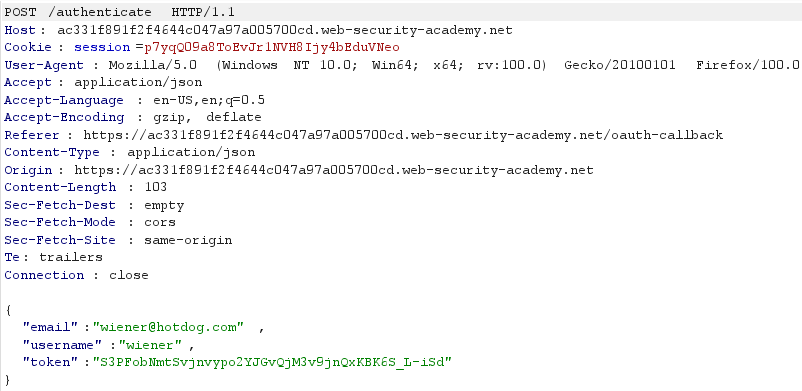 POST /authenticate HTTP/1.1
Host: ac331f891f2f4644c047a97a005700cd.web-security-academy.net
Cookie: session=p7yqQO9a8ToEvJr1NVH8Ijy4bEduVNeo
User-Agent: Mozilla/5.0 (Windows NT 10.0; Win64; x64; rv:100.0) Gecko/20100101 Firefox/100.0
Accept: application/json
Accept-Language: en-US,en;q=0.5
Accept-Encoding: gzip, deflate
Referer: https://ac331f891f2f4644c047a97a005700cd.web-security-academy.net/oauth-callback
Content-Type: application/json
Origin: https://ac331f891f2f4644c047a97a005700cd.web-security-academy.net
Content-Length: 103
Sec-Fetch-Dest: empty
Sec-Fetch-Mode: cors
Sec-Fetch-Site: same-origin
Te: trailers
Connection: close
{
"email":"wiener@hotdog.com",
"username":"wiener",
"token":"S3PFobNmtSvjnvypo2YJGvQjM3v9jnQxKBK6S_L-iSd"
}